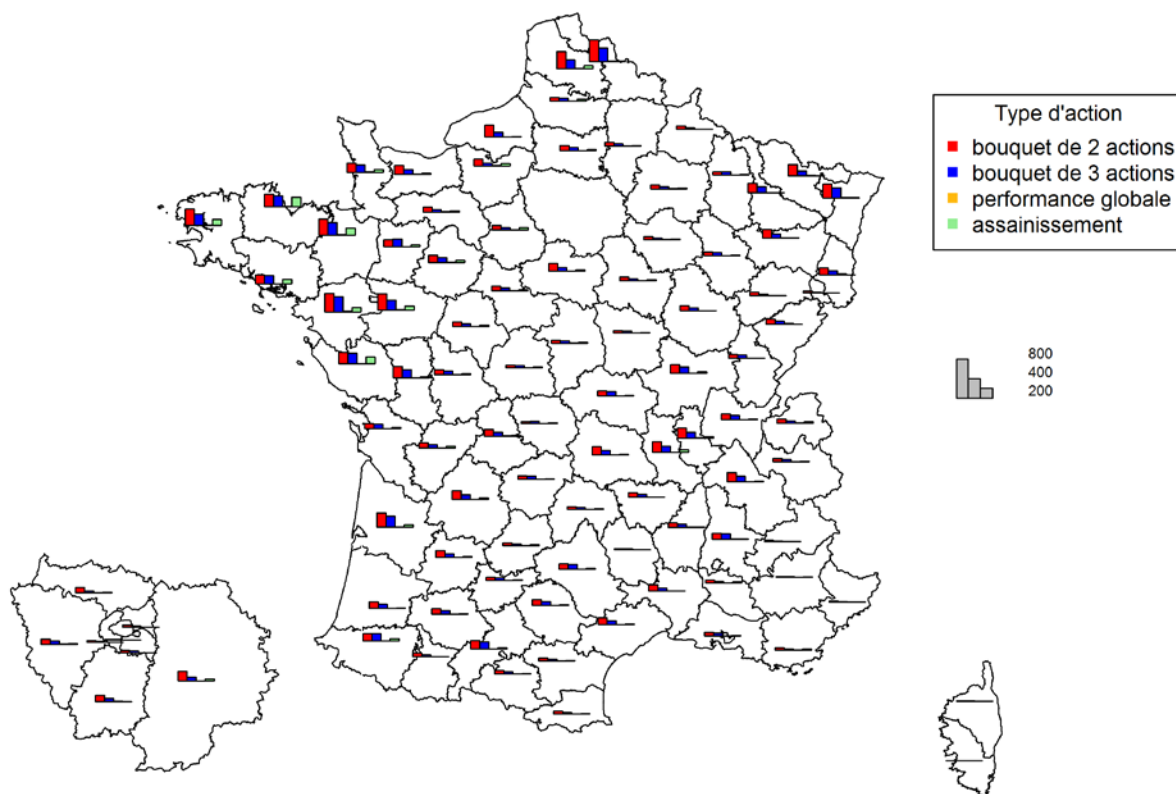 Type d'action
bouquet de 2 actions
bouquet de 3 actions
performance globale
assainissement
800
400
200